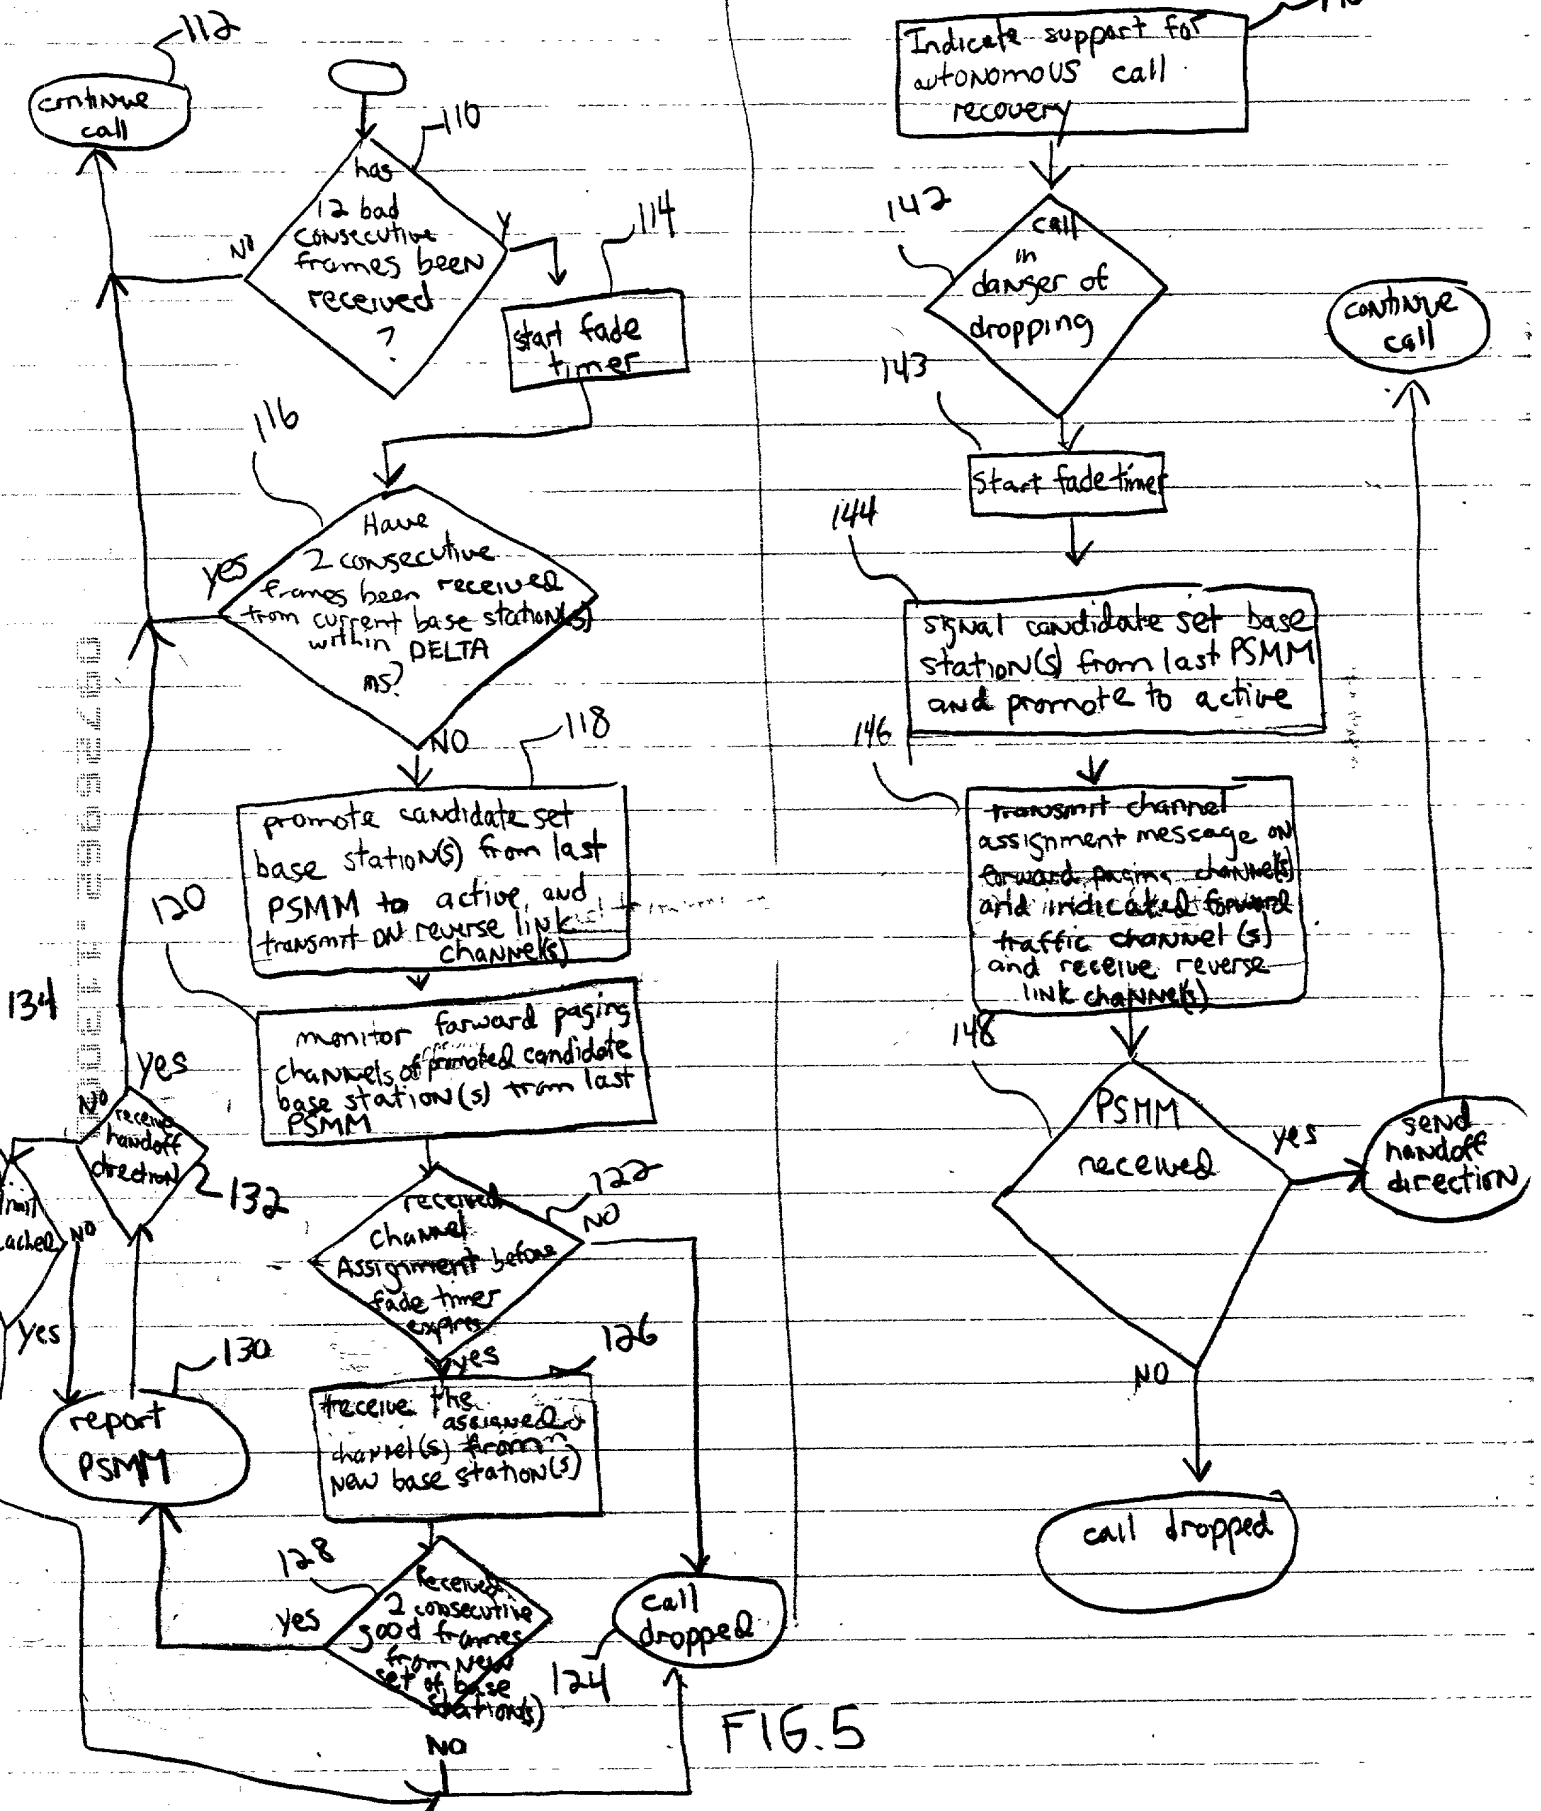 112
continue
call
110
has
12 bad
consecutive
frames been
received
?
NO
Y
114
start fade
timer
116
Have
2 consecutive
frames been received
from current base station(s)
within DELTA
ms?
yes
NO
118
promote candidate set
base station(s) from last
PSMM to active, and
transmit on reverse link
channel(s)
120
monitor forward paging
channels of promoted candidate
base station(s) from last
PSMM
122
received
channel
Assignment before
fade timer
expires
NO
yes
126
receive the
assigned
channel(s) from
new base station(s)
128
Received
2 consecutive
good frames
from new
set of base
station(s)
yes
NO
124
call
dropped
130
report
PSMM
132
receive
handoff
direction
yes
NO
134
NO
yes
Indicate support for
autonomous call
recovery
142
call
in
danger of
dropping
143
Start fade timer
144
signal candidate set base
station(s) from last PSMM
and promote to active
146
transmit channel
assignment message on
forward paging channel(s)
and indicated forward
traffic channel(s)
and receive reverse
link channel(s)
148
PSMM
received
yes
NO
send
handoff
direction
continue
call
call dropped
FIG.5